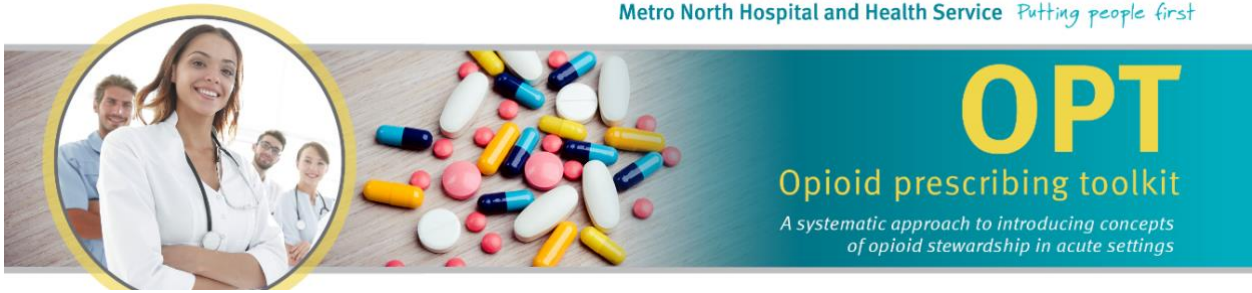 Metro North Hospital and Health Service Putting people first
OPT
Opioid prescribing toolkit
A systematic approach to introducing concepts
of opioid stewardship in acute settings